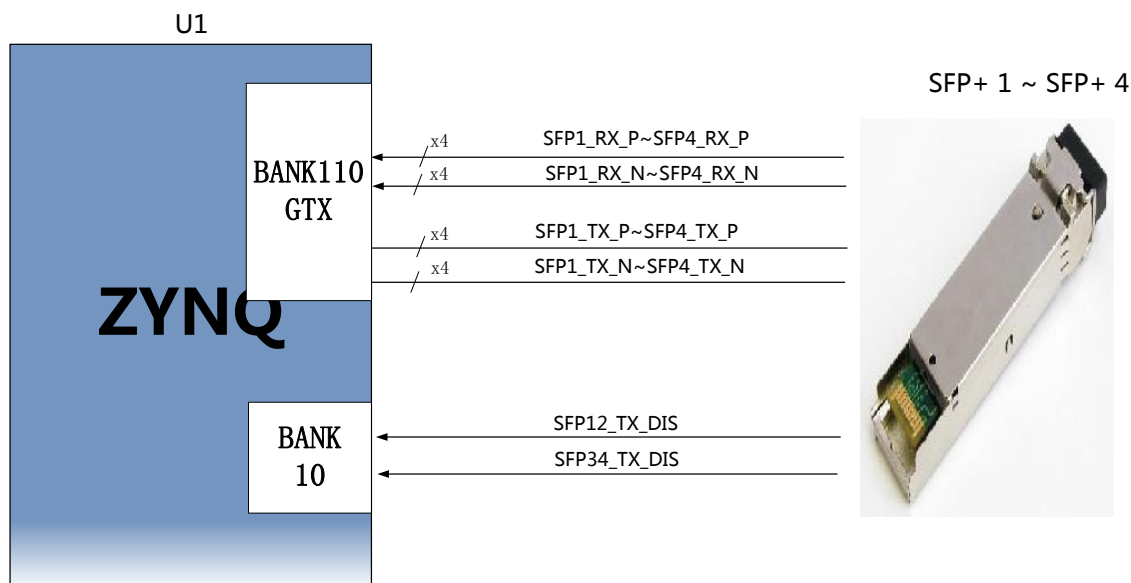 U1
SFP+ 1 ~ SFP+ 4
x4
SFP1_RX_P~SFP4_RX_P
BANK110
GTX
x4
SFP1_RX_N~SFP4_RX_N
x4
SFP1_TX_P~SFP4_TX_P
x4
SFP1_TX_N~SFP4_TX_N
ZYNQ
BANK
10
SFP12_TX_DIS
SFP34_TX_DIS